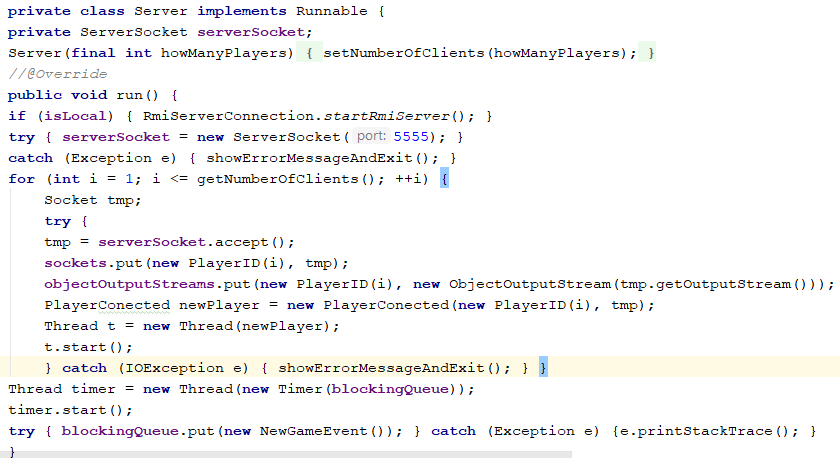 private class Server implements Runnable {
private ServerSocket serverSocket;
Server(final int howManyPlayers) { setNumberOfClients(howManyPlayers); }
//@Override
public void run() {
if (isLocal) { RmiServerConnection.startRmiServer(); }
try { serverSocket = new ServerSocket( port: 5555); }
catch (Exception e) { showErrorMessageAndExit(); }
for (int i = 1; i <= getNumberOfClients(); ++i) {
Socket tmp;
try {
tmp = serverSocket.accept();
sockets.put(new PlayerID(i), tmp);
objectOutputStreams.put(new PlayerID(i), new ObjectOutputStream(tmp.getOutputStream()));
PlayerConected newPlayer = new PlayerConected(new PlayerID(i), tmp);
Thread t = new Thread(newPlayer);
t.start();
} catch (IOException e) { showErrorMessageAndExit(); } }
Thread timer = new Thread(new Timer(blockingQueue));
timer.start();
try { blockingQueue.put(new NewGameEvent()); } catch (Exception e) {e.printStackTrace(); }
}